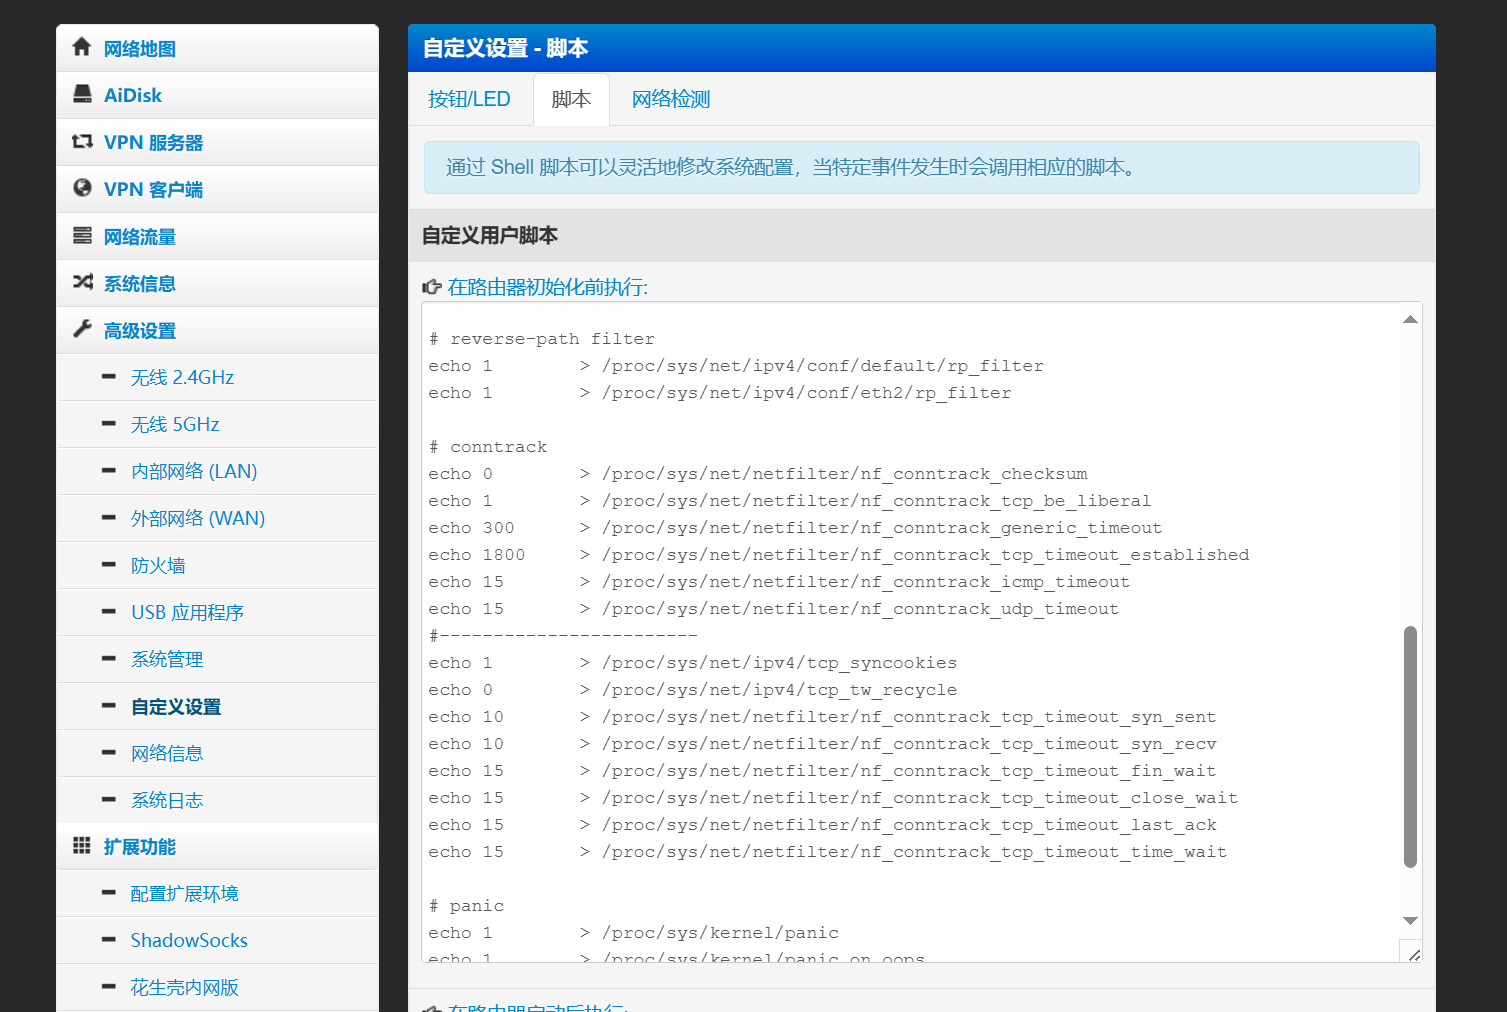 网络地图
AiDisk
VPN 服务器
VPN 客户端
网络流量
系统信息
高级设置
无线 2.4GHz
无线 5GHz
内部网络 (LAN)
外部网络 (WAN)
防火墙
USB 应用程序
系统管理
自定义设置
网络信息
系统日志
扩展功能
配置扩展环境
ShadowSocks
花生壳内网版
自定义设置 - 脚本
按钮/LED 脚本 网络检测
通过 Shell 脚本可以灵活地修改系统配置，当特定事件发生时会调用相应的脚本。
自定义用户脚本
在路由器初始化前执行:
# reverse-path filter
echo 1 > /proc/sys/net/ipv4/conf/default/rp_filter
echo 1 > /proc/sys/net/ipv4/conf/eth2/rp_filter
# conntrack
echo 0 > /proc/sys/net/netfilter/nf_conntrack_checksum
echo 1 > /proc/sys/net/netfilter/nf_conntrack_tcp_be_liberal
echo 300 > /proc/sys/net/netfilter/nf_conntrack_generic_timeout
echo 1800 > /proc/sys/net/netfilter/nf_conntrack_tcp_timeout_established
echo 15 > /proc/sys/net/netfilter/nf_conntrack_icmp_timeout
echo 15 > /proc/sys/net/netfilter/nf_conntrack_udp_timeout
#------------------------
echo 1 > /proc/sys/net/ipv4/tcp_syncookies
echo 0 > /proc/sys/net/ipv4/tcp_tw_recycle
echo 10 > /proc/sys/net/netfilter/nf_conntrack_tcp_timeout_syn_sent
echo 10 > /proc/sys/net/netfilter/nf_conntrack_tcp_timeout_syn_recv
echo 15 > /proc/sys/net/netfilter/nf_conntrack_tcp_timeout_fin_wait
echo 15 > /proc/sys/net/netfilter/nf_conntrack_tcp_timeout_close_wait
echo 15 > /proc/sys/net/netfilter/nf_conntrack_tcp_timeout_last_ack
echo 15 > /proc/sys/net/netfilter/nf_conntrack_tcp_timeout_time_wait
# panic
echo 1 > /proc/sys/kernel/panic
echo 1 > /proc/sys/kernel/panic_on_oops
在路由器启动后执行: